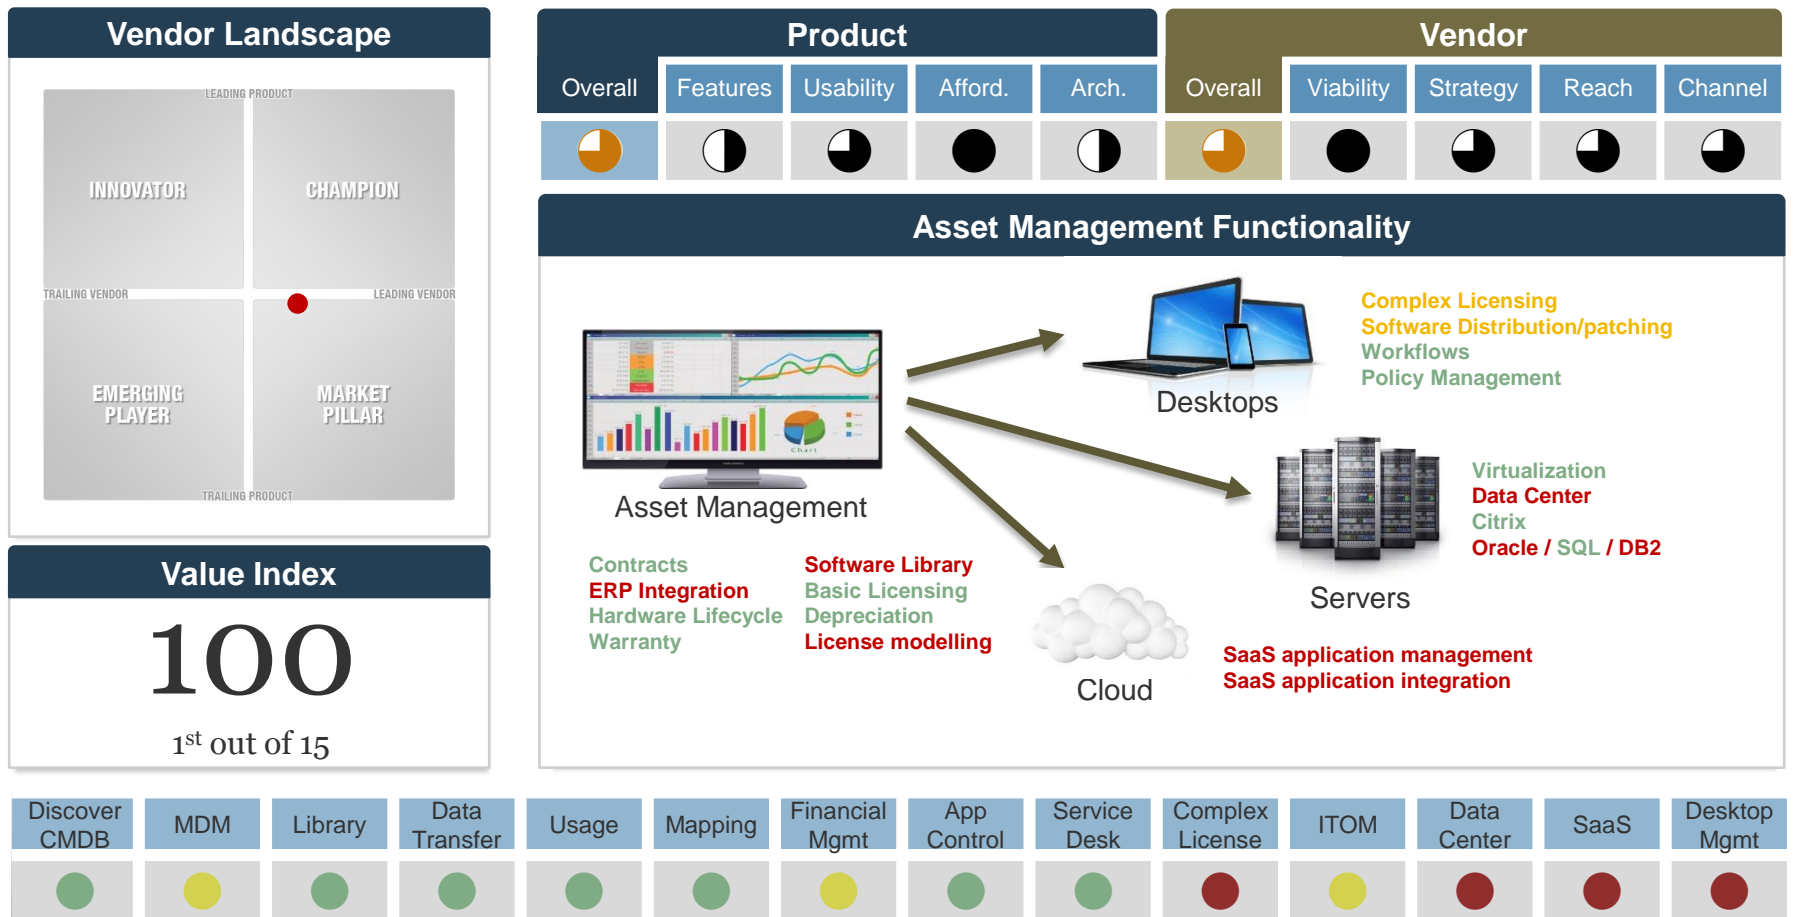 Vendor Landscape
LEADING PRODUCT
INNOVATOR
CHAMPION
TRAILING VENDOR
LEADING VENDOR
EMERGING
PLAYER
MARKET
PILLAR
TRAILING PRODUCT
Value Index
100
1st out of 15
Product
Vendor
Overall
Features
Usability
Afford.
Arch.
Overall
Viability
Strategy
Reach
Channel
Asset Management Functionality
Chart
Asset Management
Contracts
ERP Integration
Hardware Lifecycle
Warranty
Software Library
Basic Licensing
Depreciation
License modelling
Desktops
Complex Licensing
Software Distribution/patching
Workflows
Policy Management
Servers
Virtualization
Data Center
Citrix
Oracle / SQL / DB2
Cloud
SaaS application management
SaaS application integration
Discover
CMDB
MDM
Library
Data
Transfer
Usage
Mapping
Financial
Mgmt
App
Control
Service
Desk
Complex
License
ITOM
Data
Center
SaaS
Desktop
Mgmt